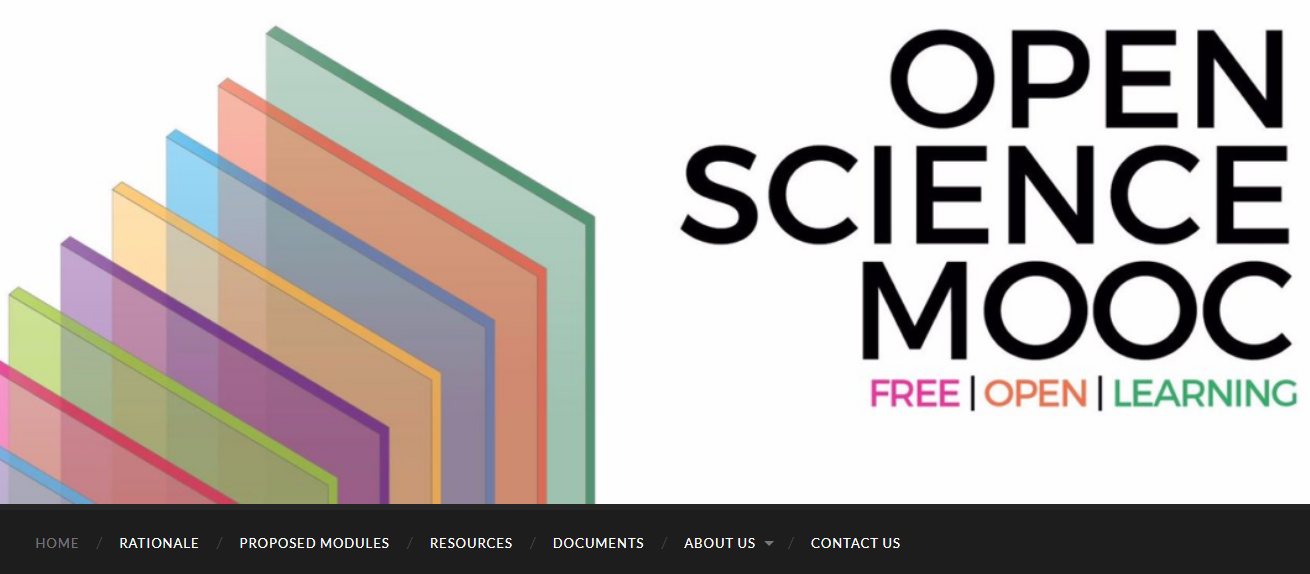 OPEN
SCIENCE
MOOC
FREE | OPEN | LEARNING
HOME / RATIONALE / PROPOSED MODULES / RESOURCES / DOCUMENTS / ABOUT US / CONTACT US